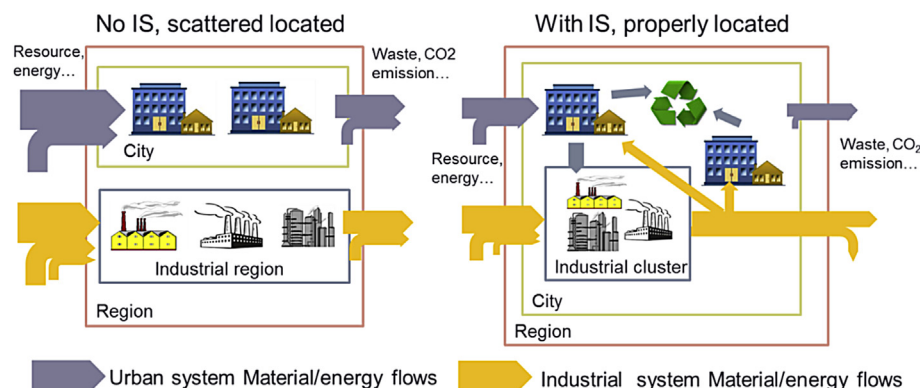 No IS, scattered located
Resource,
energy…
Waste, CO2
emission…
City
Industrial region
Region
With IS, properly located
Resource,
energy…
Waste, CO₂
emission…
Industrial cluster
City
Region
Urban system Material/energy flows
Industrial system Material/energy flows